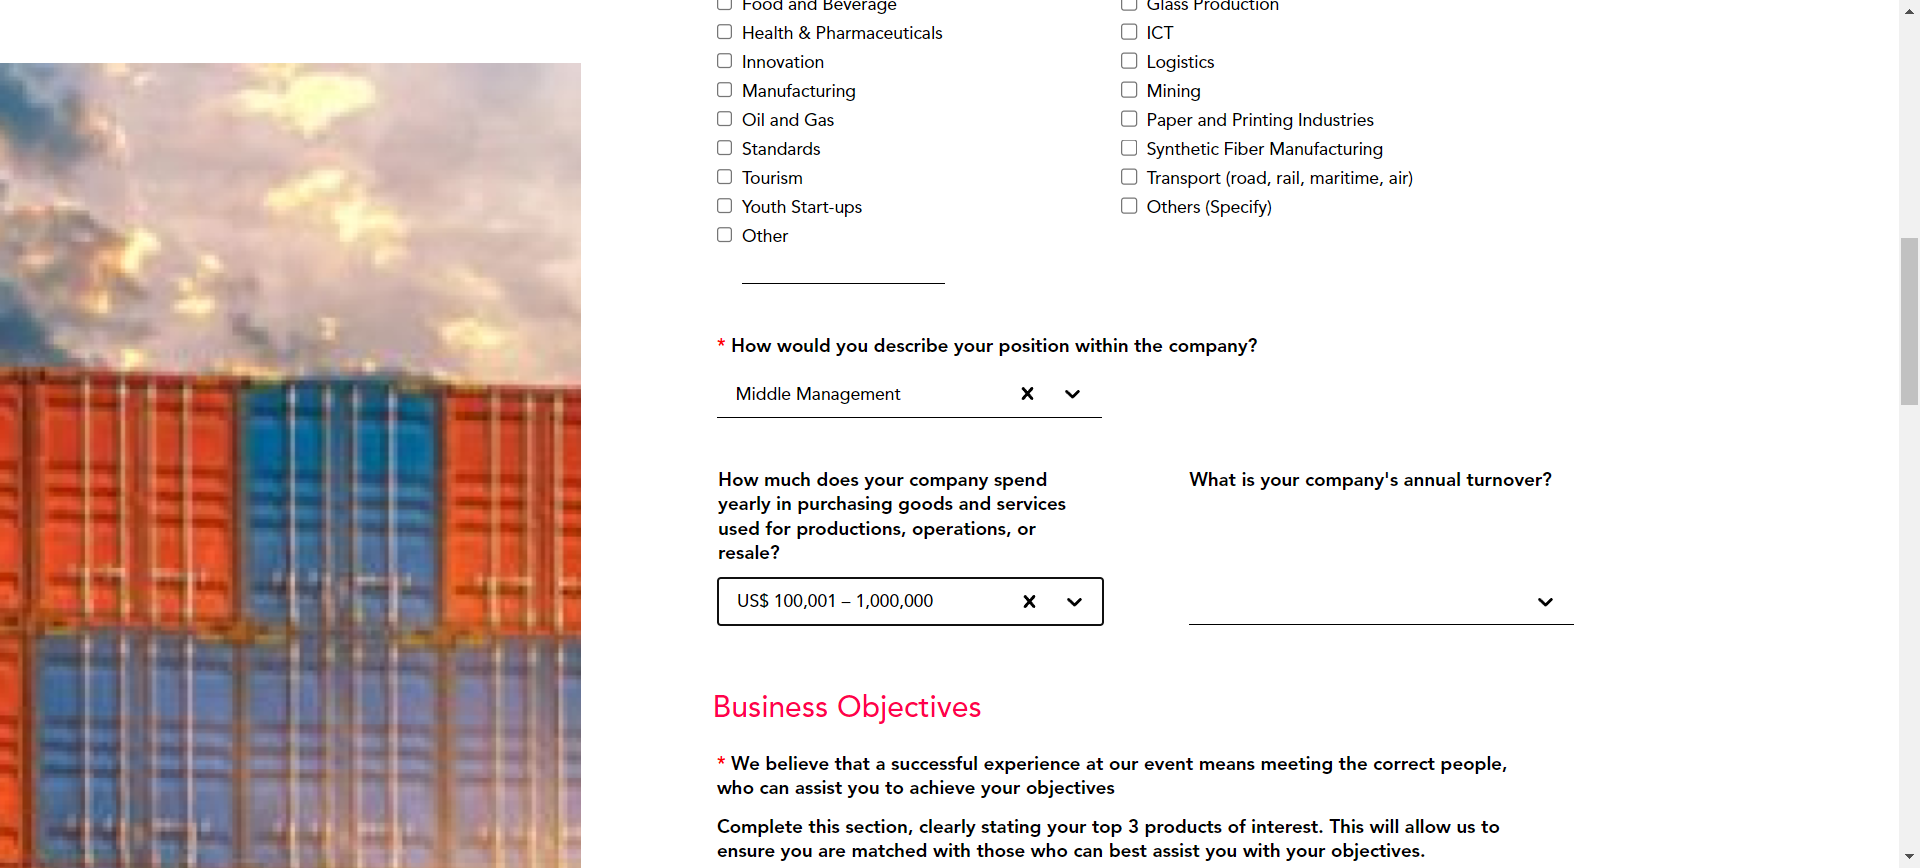 Food and Beverage
Health & Pharmaceuticals
Innovation
Manufacturing
Oil and Gas
Standards
Tourism
Youth Start-ups
Other
Glass Production
ICT
Logistics
Mining
Paper and Printing Industries
Synthetic Fiber Manufacturing
Transport (road, rail, maritime, air)
Others (Specify)
* How would you describe your position within the company?
Middle Management
How much does your company spend
yearly in purchasing goods and services
used for productions, operations, or
resale?
US$ 100,001 – 1,000,000
What is your company's annual turnover?
Business Objectives
* We believe that a successful experience at our event means meeting the correct people,
who can assist you to achieve your objectives
Complete this section, clearly stating your top 3 products of interest. This will allow us to
ensure you are matched with those who can best assist you with your objectives.